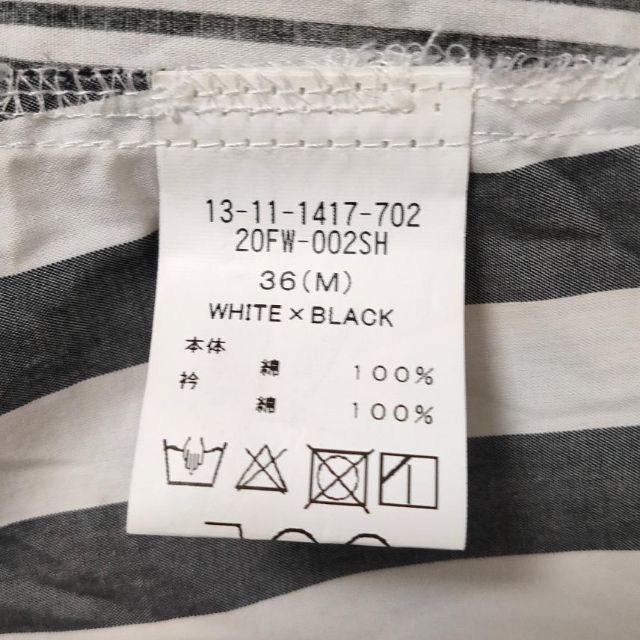 13-11-1417-702
20FW-002SH
36(M)
WHITE×BLACK
本体 綿 100%
衿 綿 100%